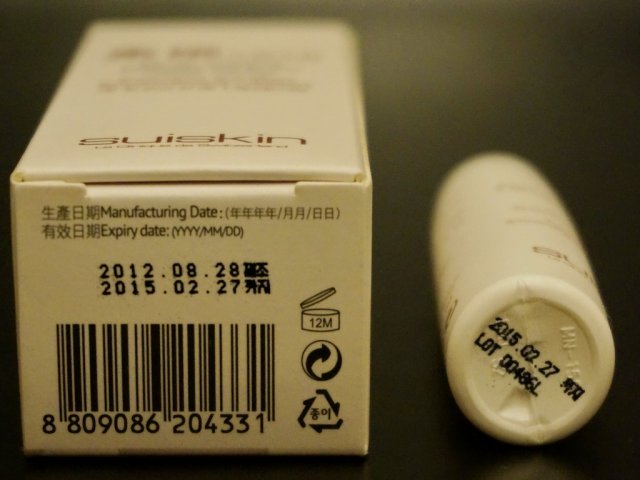 suiskin
生產日期Manufacturing Date:(年年年年/月月/日日)
有效日期Expiry date: (YYYY/MM/DD)
2012.08.28제조
2015.02.27까지
12M
종이
8 809086 204331
suiskin
2015.02.27 까지
LOT 00486L